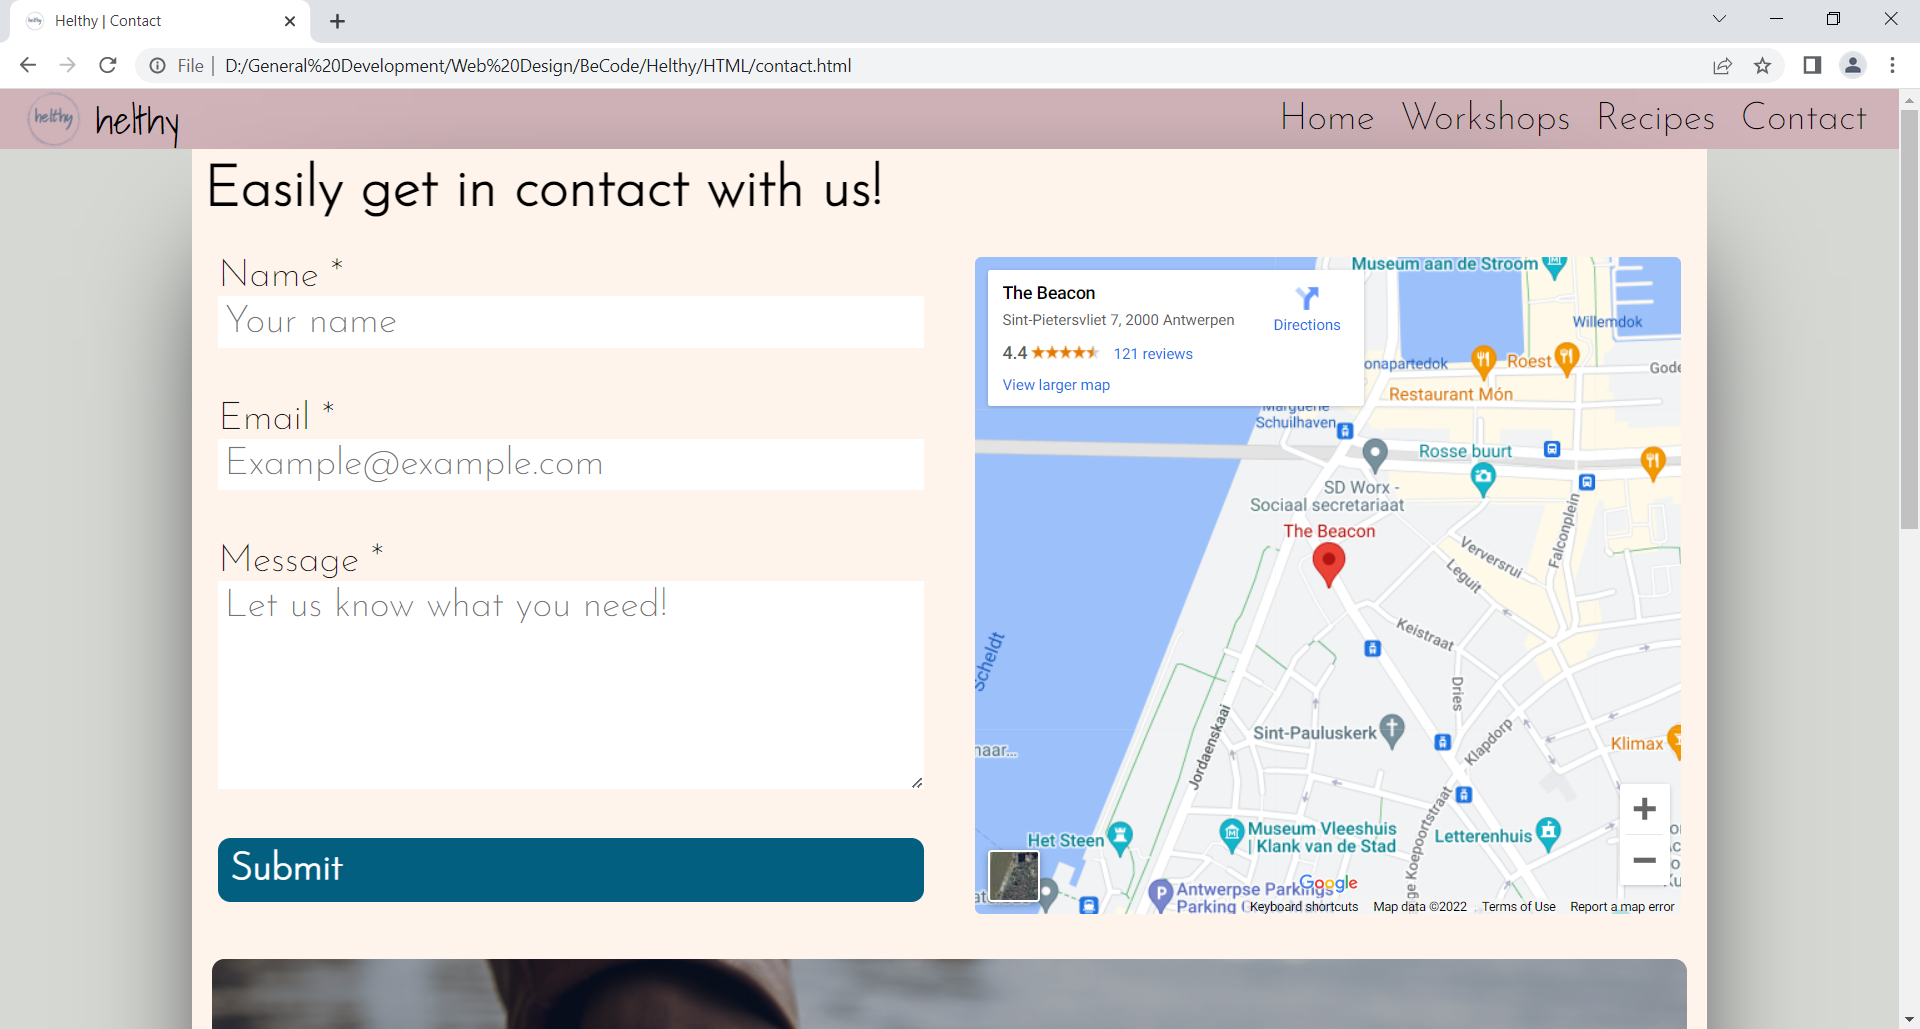 Helthy | Contact
File | D:/General%20Development/Web%20Design/BeCode/Helthy/HTML/contact.html
helthy helthy Home Workshops Recipes Contact
Easily get in contact with us!
Name *
Your name
Email *
Example@example.com
Message *
Let us know what you need!
Submit
The Beacon
Sint-Pietersvliet 7, 2000 Antwerpen
Directions
4.4 121 reviews
View larger map
Museum aan de Stroom
Willemdok
onapartedok
Roest
Gode
Restaurant Món
Marguerie
Schuilhaven
Rosse buurt
SD Worx -
Sociaal secretariaat
The Beacon
Falconplein
Verversrui
Leguit
Keistraat
Scheldt
Dries
Jordaenskaai
Sint-Pauluskerk
Klapdorp
Klimax
naar...
Het Steen
Museum Vleeshuis
| Klank van de Stad
Letterenhuis
ge Koepoortstraat
P Antwerpse Parkings
Parking G
Google
Keyboard shortcuts Map data ©2022 Terms of Use Report a map error